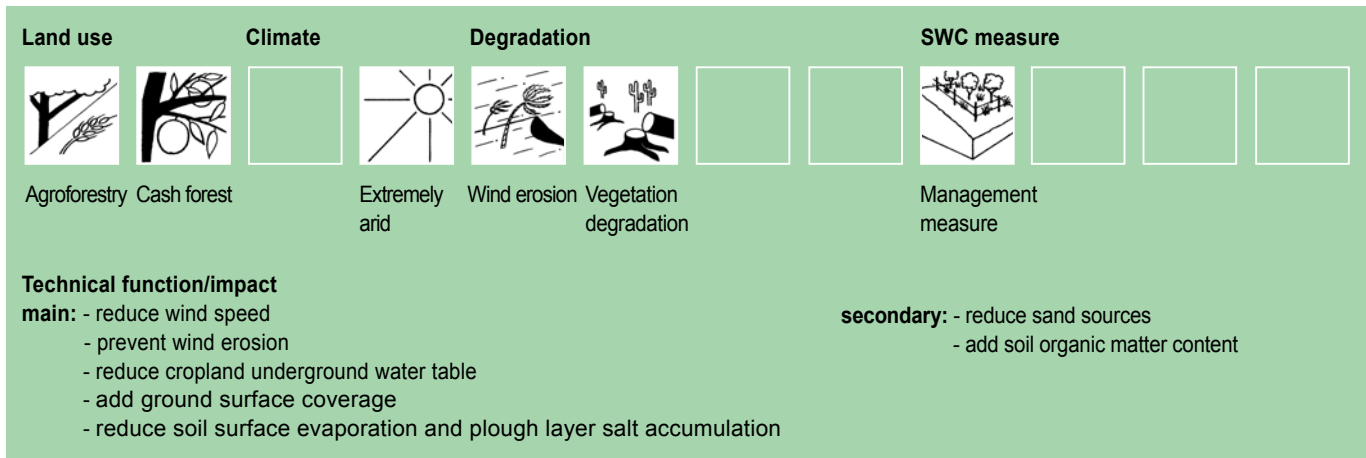 Land use Climate Degradation SWC measure
Agroforestry Cash forest Extremely arid Wind erosion Vegetation degradation Management measure
Technical function/impact
main: - reduce wind speed
- prevent wind erosion
- reduce cropland underground water table
- add ground surface coverage
- reduce soil surface evaporation and plough layer salt accumulation
secondary: - reduce sand sources
- add soil organic matter content